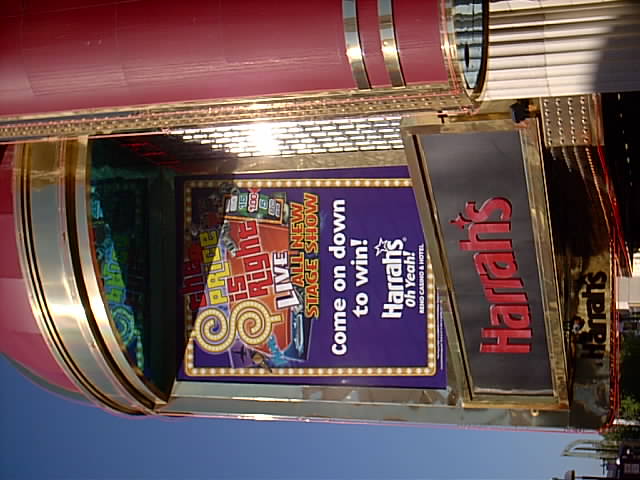 The
PRICE
is
Right
LIVE
ALL NEW
STAGE SHOW
Come on down
to win!
Harrah's
Oh Yeah!
RENO CASINO & HOTEL
Harrah's
Harrah's